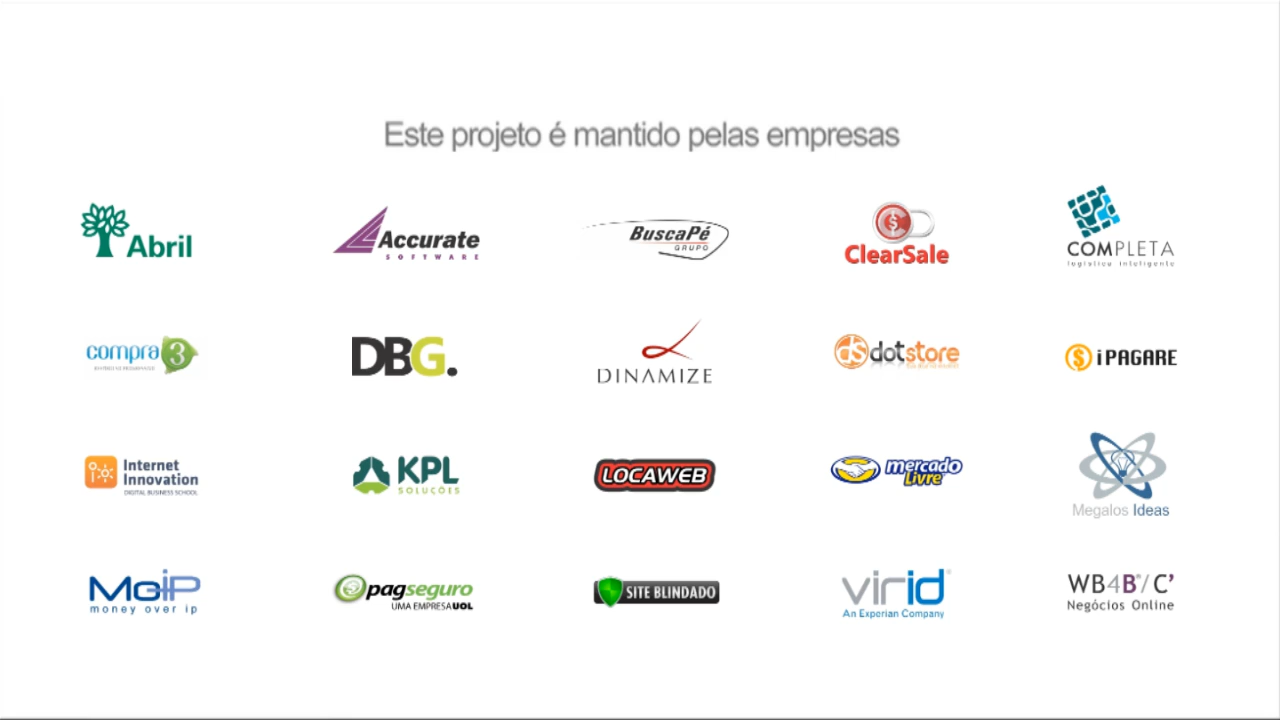 Este projeto é mantido pelas empresas
Abril
Accurate
SOFTWARE
BuscaPé
GRUPO
ClearSale
COMPLETA
logística inteligente
compra3
DBG.
DINAMIZE
ds dotstore
iPAGARE
Internet
Innovation
DIGITAL BUSINESS SCHOOL
KPL
SOLUÇÕES
LOCAWEB
mercado
Livre
Megalos Ideas
MoiP
money over ip
pagseguro
UMA EMPRESA UOL
SITE BLINDADO
virid
An Experian Company
WB4B/C'
Negócios Online